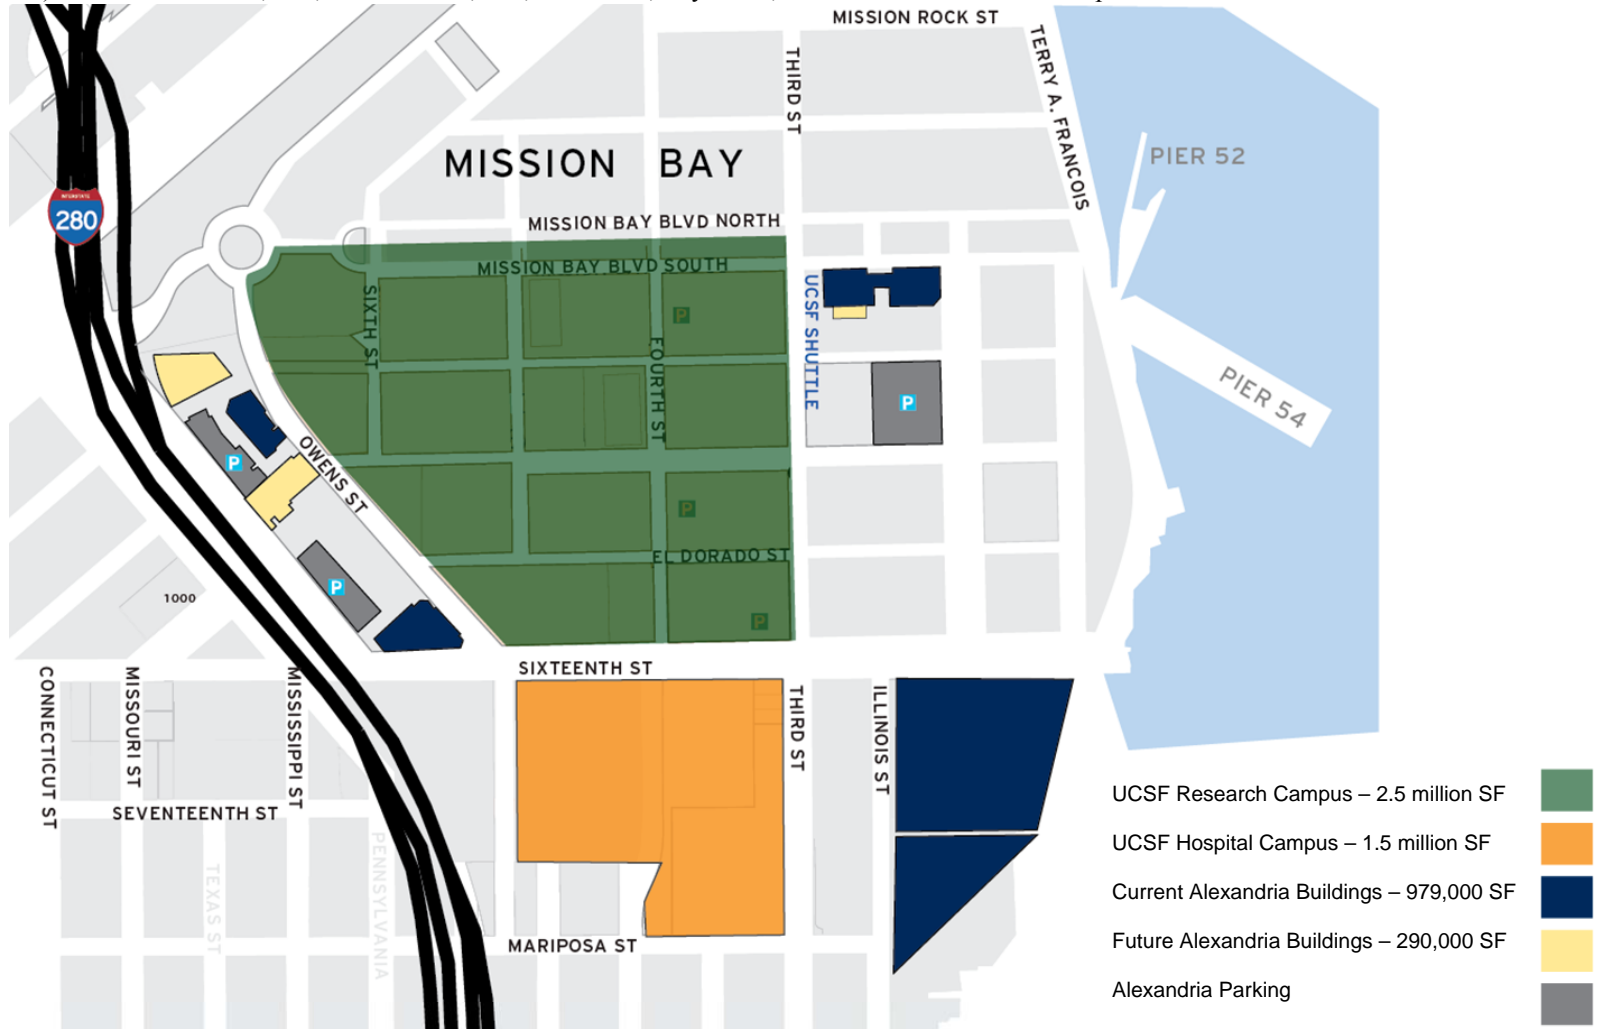 MISSION ROCK ST
THIRD ST
TERRY A. FRANCOIS
PIER 52
MISSION BAY
INTERSTATE
280
MISSION BAY BLVD NORTH
MISSION BAY BLVD SOUTH
UCSF SHUTTLE
SIXTH ST
P
FOURTH ST
PIER 54
P
OWENS ST
P
P
EL DORADO ST
P
1000
P
SIXTEENTH ST
CONNECTICUT ST
MISSOURI ST
MISSISSIPPI ST
THIRD ST
ILLINOIS ST
SEVENTEENTH ST
TEXAS ST
PENNSYLVANIA
MARIPOSA ST
UCSF Research Campus – 2.5 million SF
UCSF Hospital Campus – 1.5 million SF
Current Alexandria Buildings – 979,000 SF
Future Alexandria Buildings – 290,000 SF
Alexandria Parking